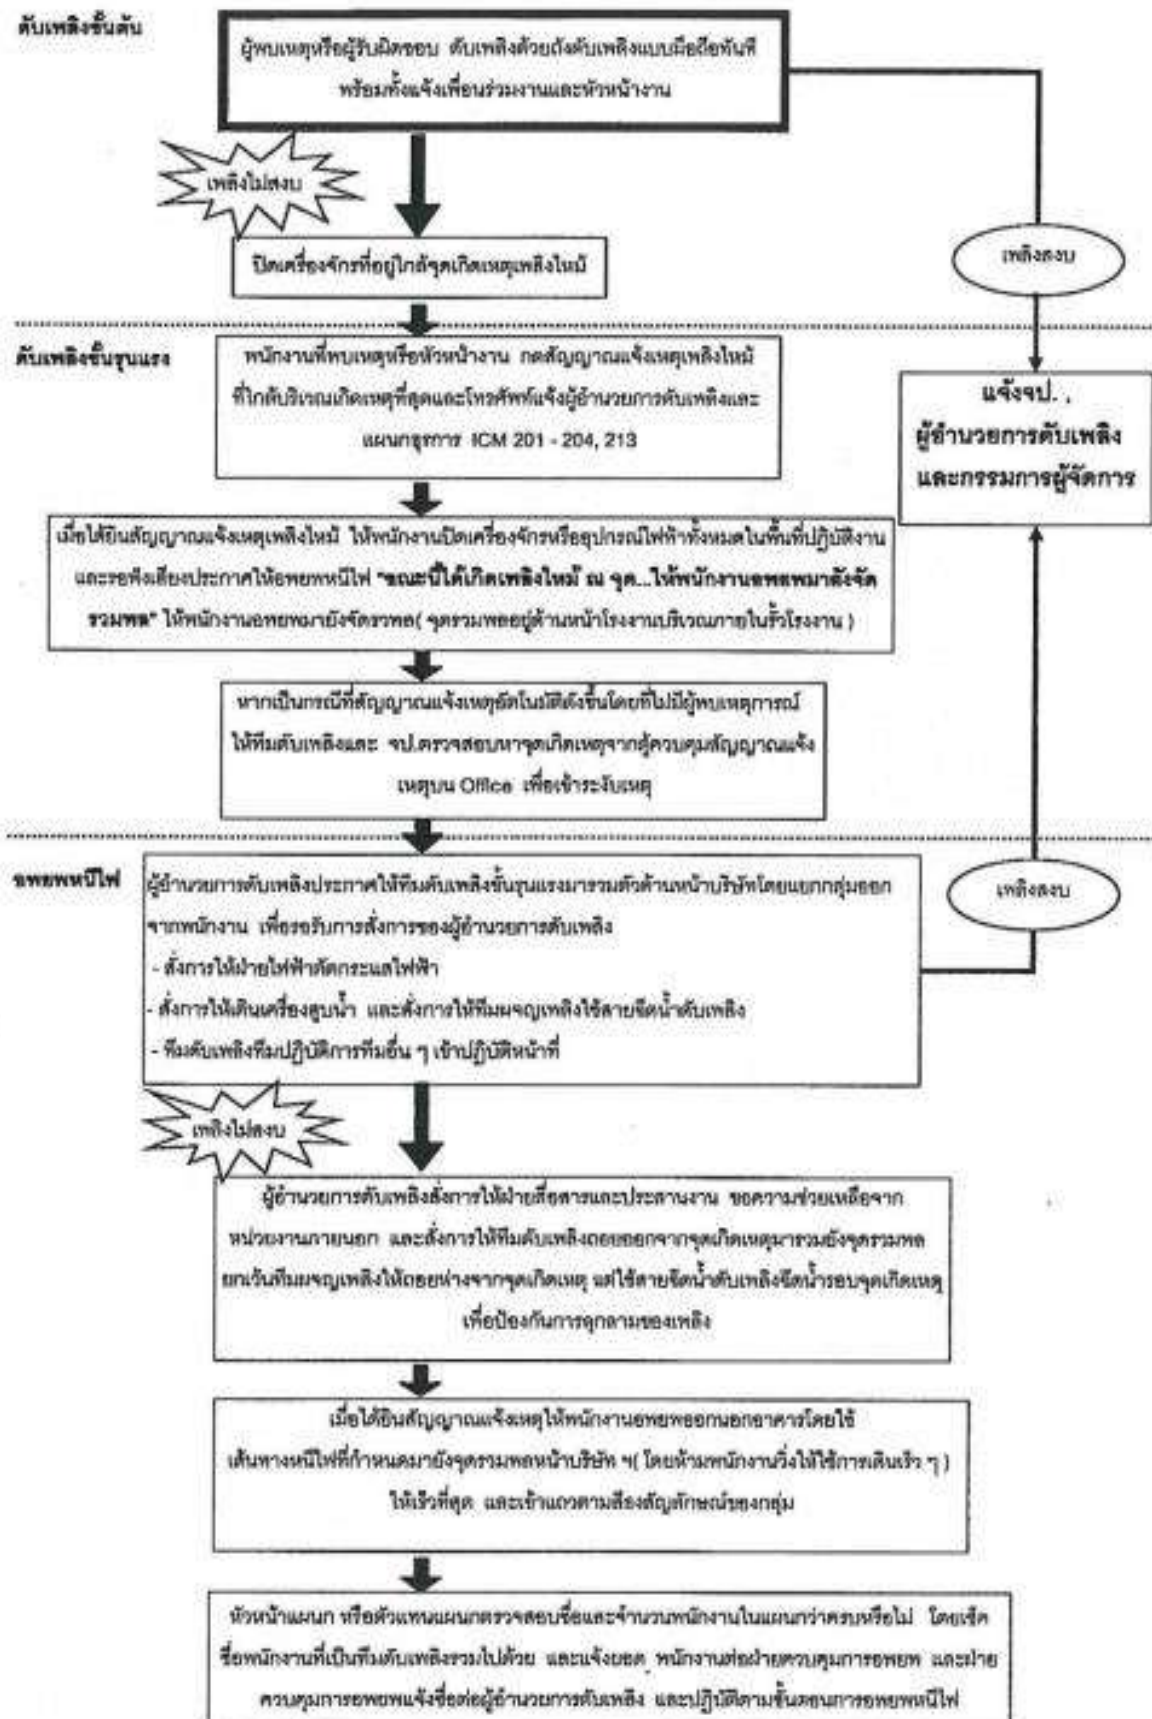 ดับเพลิงขั้นต้น
ผู้พบเหตุหรือผู้รับผิดชอบ ดับเพลิงด้วยถังดับเพลิงแบบมือถือทันที
พร้อมทั้งแจ้งเพื่อนร่วมงานและหัวหน้างาน
เพลิงไม่สงบ
ปิดเครื่องจักรที่อยู่ใกล้จุดเกิดเหตุเพลิงไหม้
เพลิงสงบ
ดับเพลิงขั้นรุนแรง
พนักงานที่พบเหตุหรือหัวหน้างาน กดสัญญาณแจ้งเหตุเพลิงไหม้
ที่ใกล้บริเวณเกิดเหตุที่สุดและโทรศัพท์แจ้งผู้อำนวยการดับเพลิงและ
แผนกธุรการ ICM 201 - 204, 213
แจ้งจป. ,
ผู้อำนวยการดับเพลิง
และกรรมการผู้จัดการ
เมื่อได้ยินสัญญาณแจ้งเหตุเพลิงไหม้ ให้พนักงานปิดเครื่องจักรหรืออุปกรณ์ไฟฟ้าทั้งหมดในพื้นที่ปฏิบัติงาน
และรอฟังเสียงประกาศให้อพยพหนีไฟ "ขณะนี้ได้เกิดเพลิงไหม้ ณ จุด...ให้พนักงานอพยพมายังจุด
รวมพล" ให้พนักงานอพยพมายังจุดรวมพล( จุดรวมพลอยู่ด้านหน้าโรงงานบริเวณภายในรั้วโรงงาน )
หากเป็นกรณีที่สัญญาณแจ้งเหตุอัตโนมัติดังขึ้นโดยที่ไม่มีผู้พบเหตุการณ์
ให้ทีมดับเพลิงและ จป.ตรวจสอบหาจุดเกิดเหตุจากตู้ควบคุมสัญญาณแจ้ง
เหตุบน Office เพื่อเข้าระงับเหตุ
อพยพหนีไฟ
ผู้อำนวยการดับเพลิงประกาศให้ทีมดับเพลิงขั้นรุนแรงมารวมตัวด้านหน้าบริษัทโดยแยกกลุ่มออก
จากพนักงาน เพื่อรอรับการสั่งการของผู้อำนวยการดับเพลิง
- สั่งการให้ฝ่ายไฟฟ้าตัดกระแสไฟฟ้า
- สั่งการให้เดินเครื่องสูบน้ำ และสั่งการให้ทีมผจญเพลิงใช้สายฉีดน้ำดับเพลิง
- ทีมดับเพลิงทีมปฏิบัติการทีมอื่น ๆ เข้าปฏิบัติหน้าที่
เพลิงสงบ
เพลิงไม่สงบ
ผู้อำนวยการดับเพลิงสั่งการให้ฝ่ายสื่อสารและประสานงาน ขอความช่วยเหลือจาก
หน่วยงานภายนอก และสั่งการให้ทีมดับเพลิงถอยออกจากจุดเกิดเหตุมารวมยังจุดรวมพล
ยกเว้นทีมผจญเพลิงให้ถอยห่างจากจุดเกิดเหตุ แต่ใช้สายฉีดน้ำดับเพลิงฉีดน้ำรอบจุดเกิดเหตุ
เพื่อป้องกันการลุกลามของเพลิง
เมื่อได้ยินสัญญาณแจ้งเหตุให้พนักงานอพยพออกนอกอาคารโดยใช้
เส้นทางหนีไฟที่กำหนดมายังจุดรวมพลหน้าบริษัท ฯ( โดยห้ามพนักงานวิ่งให้ใช้การเดินเร็ว ๆ )
ให้เร็วที่สุด และเข้าแถวตามสีธงสัญลักษณ์ของกลุ่ม
หัวหน้าแผนก หรือตัวแทนแผนกตรวจสอบชื่อและจำนวนพนักงานในแผนกว่าครบหรือไม่ โดยเช็ค
ชื่อพนักงานที่เป็นทีมดับเพลิงรวมไปด้วย และแจ้งยอด พนักงานต่อฝ่ายควบคุมการอพยพ และฝ่าย
ควบคุมการอพยพแจ้งชื่อต่อผู้อำนวยการดับเพลิง และปฏิบัติตามขั้นตอนการอพยพหนีไฟ